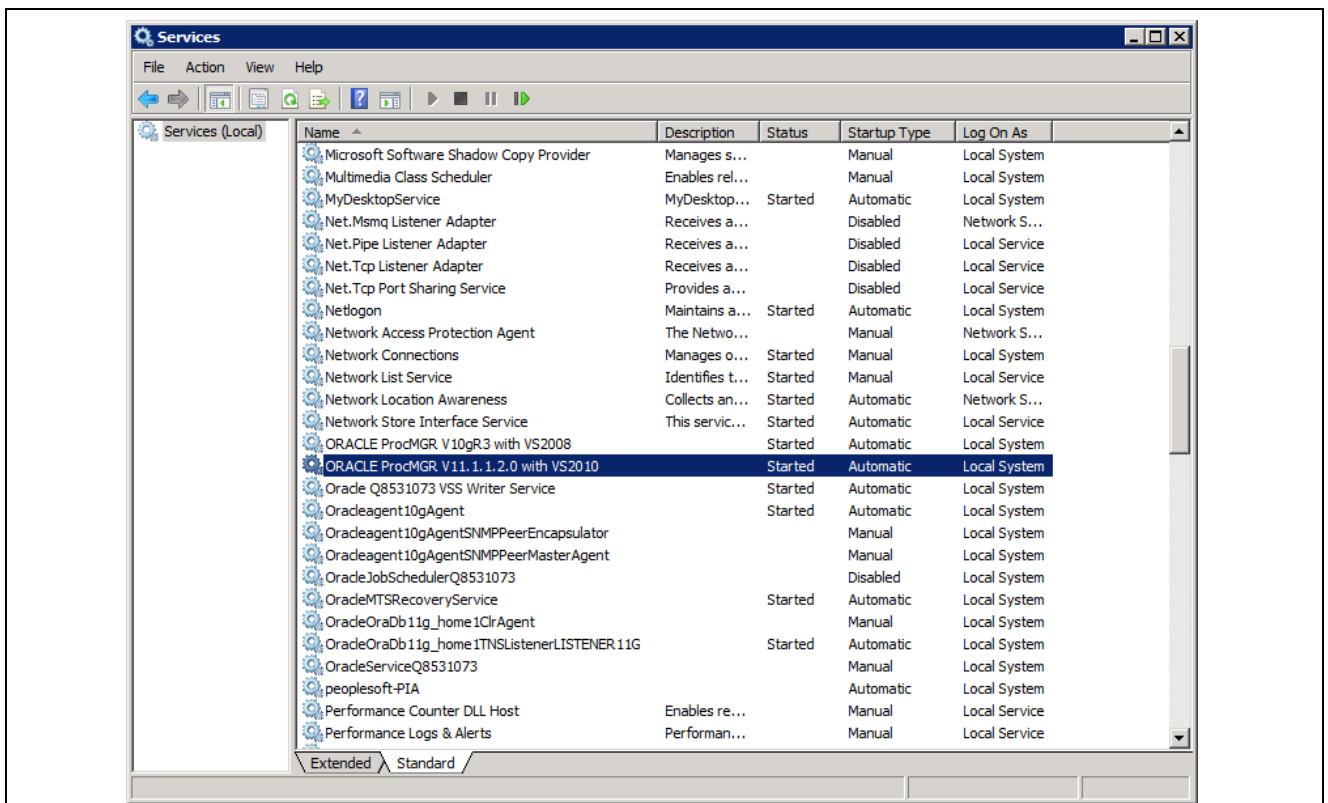 Services
File Action View Help
Services (Local)
Name Description Status Startup Type Log On As
Microsoft Software Shadow Copy Provider Manages s... Manual Local System
Multimedia Class Scheduler Enables rel... Manual Local System
MyDesktopService MyDesktop... Started Automatic Local System
Net.Msmq Listener Adapter Receives a... Disabled Network S...
Net.Pipe Listener Adapter Receives a... Disabled Local Service
Net.Tcp Listener Adapter Receives a... Disabled Local Service
Net.Tcp Port Sharing Service Provides a... Disabled Local Service
Netlogon Maintains a... Started Automatic Local System
Network Access Protection Agent The Netwo... Manual Network S...
Network Connections Manages o... Started Manual Local System
Network List Service Identifies t... Started Manual Local Service
Network Location Awareness Collects an... Started Automatic Network S...
Network Store Interface Service This servic... Started Automatic Local Service
ORACLE ProcMGR V10gR3 with VS2008 Started Automatic Local System
ORACLE ProcMGR V11.1.1.2.0 with VS2010 Started Automatic Local System
Oracle Q8531073 VSS Writer Service Started Automatic Local System
Oracleagent10gAgent Started Automatic Local System
Oracleagent10gAgentSNMPPeerEncapsulator Manual Local System
Oracleagent10gAgentSNMPPeerMasterAgent Manual Local System
OracleJobSchedulerQ8531073 Disabled Local System
OracleMTSRecoveryService Started Automatic Local System
OracleOraDb11g_home1ClrAgent Manual Local System
OracleOraDb11g_home1TNSListenerLISTENER11G Started Automatic Local System
OracleServiceQ8531073 Manual Local System
peoplesoft-PIA Automatic Local System
Performance Counter DLL Host Enables re... Manual Local Service
Performance Logs & Alerts Performan... Manual Local Service
Extended Standard